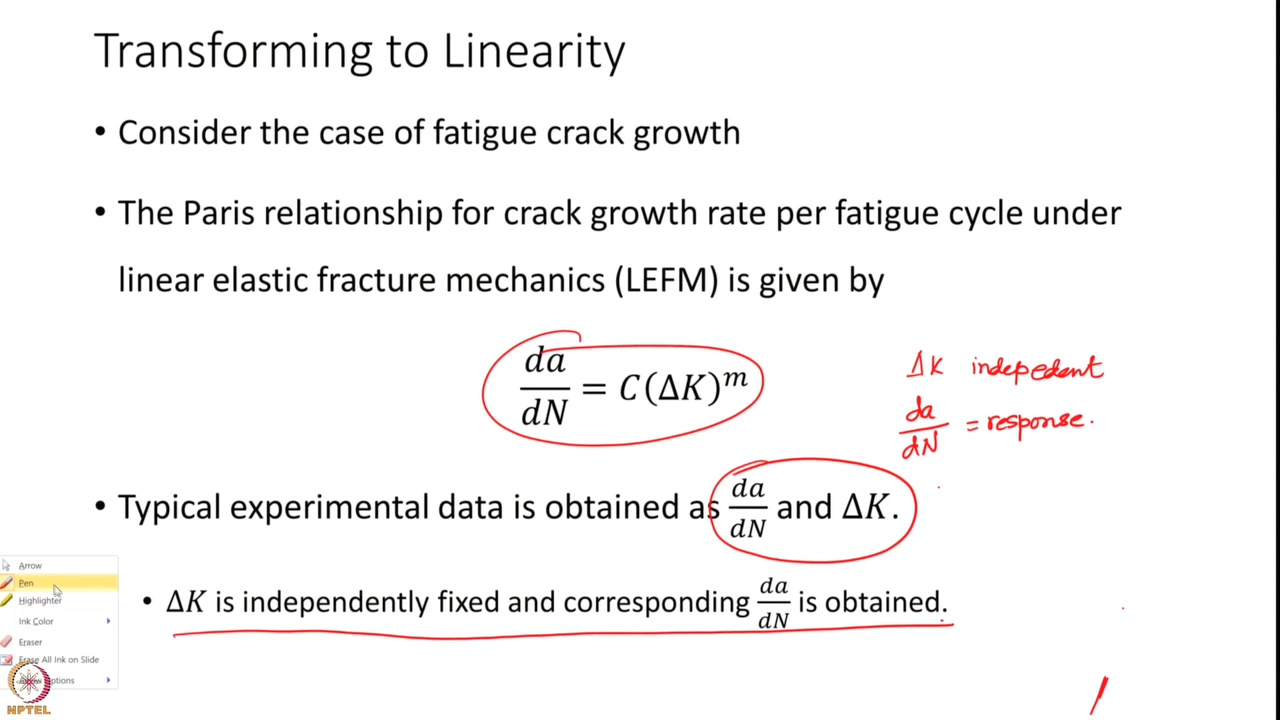 Transforming to Linearity
• Consider the case of fatigue crack growth
• The Paris relationship for crack growth rate per fatigue cycle under
linear elastic fracture mechanics (LEFM) is given by
da/dN = C(ΔK)^m
ΔK indepedent
da/dN = response.
• Typical experimental data is obtained as da/dN and ΔK.
• ΔK is independently fixed and corresponding da/dN is obtained.
Arrow
Pen
Highlighter
Ink Color
Eraser
Erase All Ink on Slide
Options
NPTEL